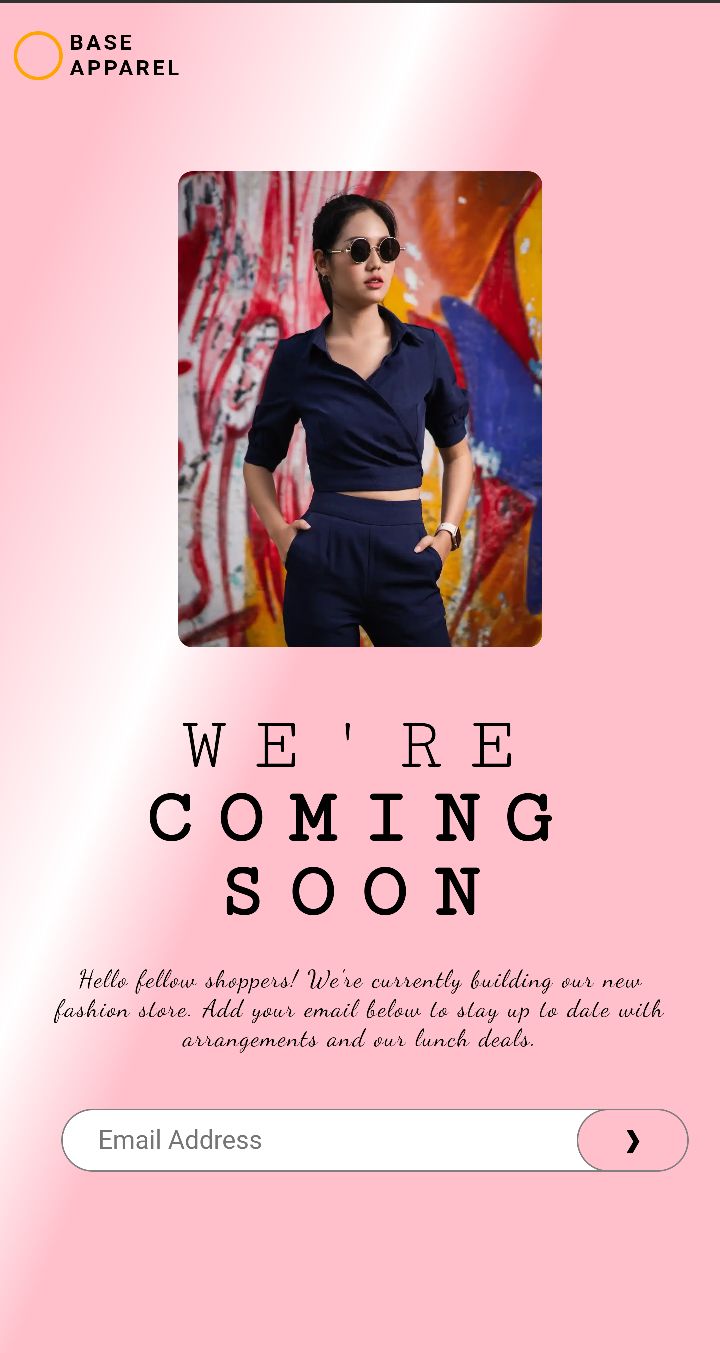 BASE
APPAREL
WE'RE
COMING
SOON
Hello fellow shoppers! We're currently building our new
fashion store. Add your email below to stay up to date with
arrangements and our lunch deals.
Email Address
❯